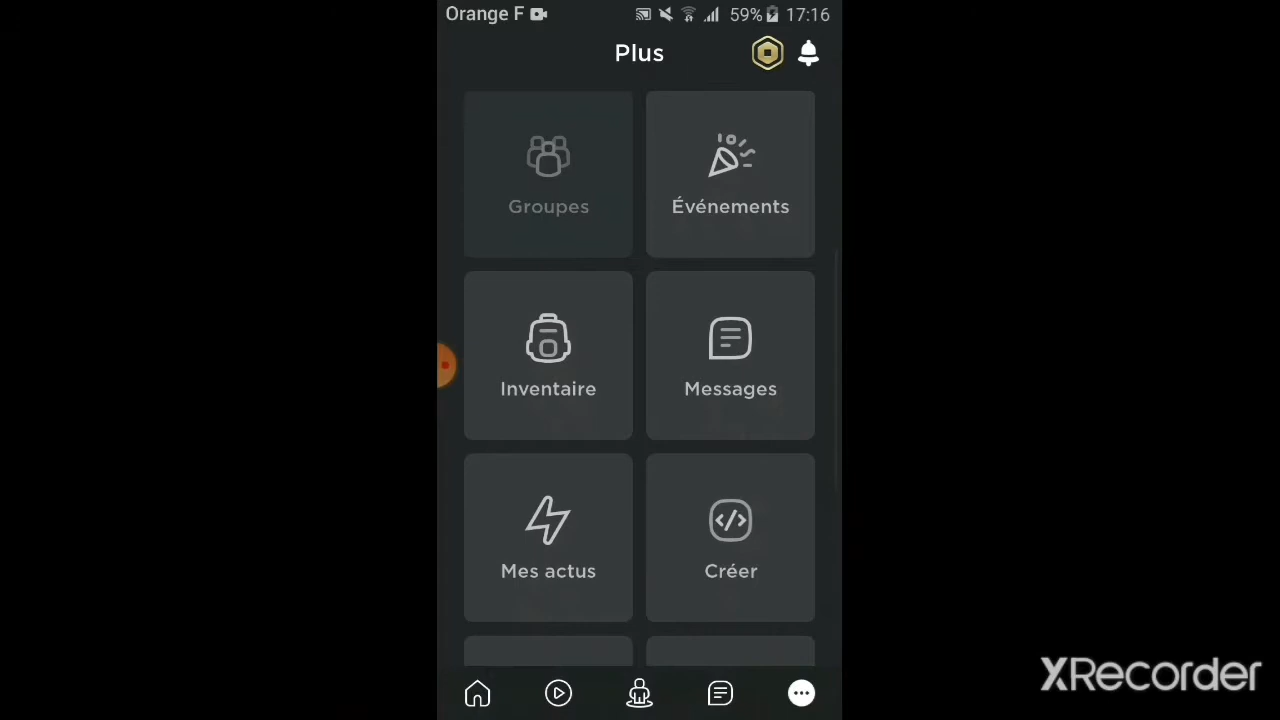 Orange F 59% 17:16
Plus
Groupes Événements
Inventaire Messages
Mes actus Créer
XRecorder